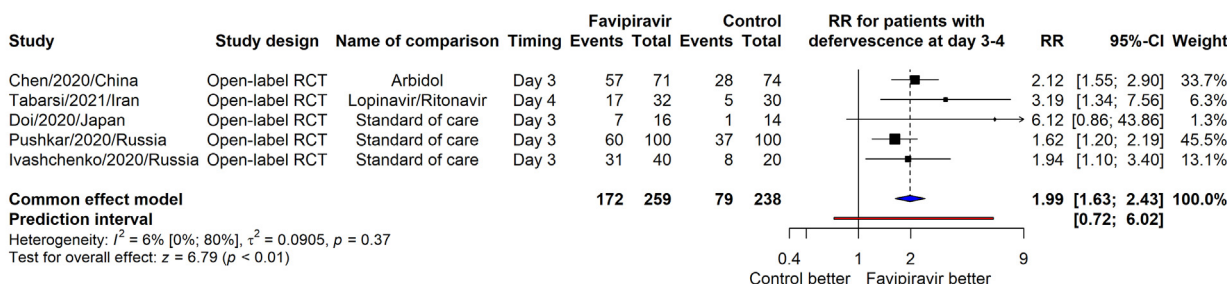 Favipiravir Control RR for patients with
Study Study design Name of comparison Timing Events Total Events Total defervescence at day 3-4 RR 95%-CI Weight
Chen/2020/China Open-label RCT Arbidol Day 3 57 71 28 74 2.12 [1.55; 2.90] 33.7%
Tabarsi/2021/Iran Open-label RCT Lopinavir/Ritonavir Day 4 17 32 5 30 3.19 [1.34; 7.56] 6.3%
Doi/2020/Japan Open-label RCT Standard of care Day 3 7 16 1 14 6.12 [0.86; 43.86] 1.3%
Pushkar/2020/Russia Open-label RCT Standard of care Day 3 60 100 37 100 1.62 [1.20; 2.19] 45.5%
Ivashchenko/2020/Russia Open-label RCT Standard of care Day 3 31 40 8 20 1.94 [1.10; 3.40] 13.1%
Common effect model 172 259 79 238 1.99 [1.63; 2.43] 100.0%
Prediction interval [0.72; 6.02]
Heterogeneity: I² = 6% [0%; 80%], τ² = 0.0905, p = 0.37
Test for overall effect: z = 6.79 (p < 0.01)
0.4 1 2 9
Control better Favipiravir better